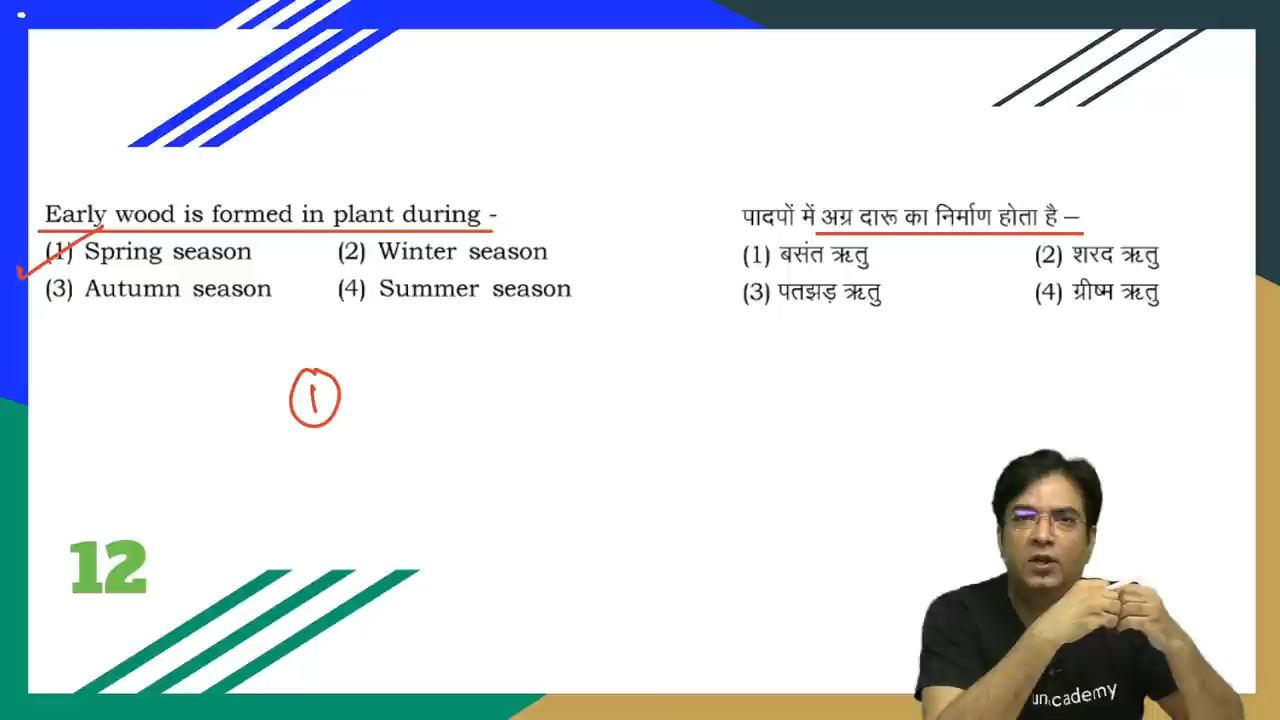 Early wood is formed in plant during -
(1) Spring season (2) Winter season
(3) Autumn season (4) Summer season
पादपों में अग्र दारू का निर्माण होता है –
(1) बसंत ऋतु (2) शरद ऋतु
(3) पतझड़ ऋतु (4) ग्रीष्म ऋतु
1
12
unacademy